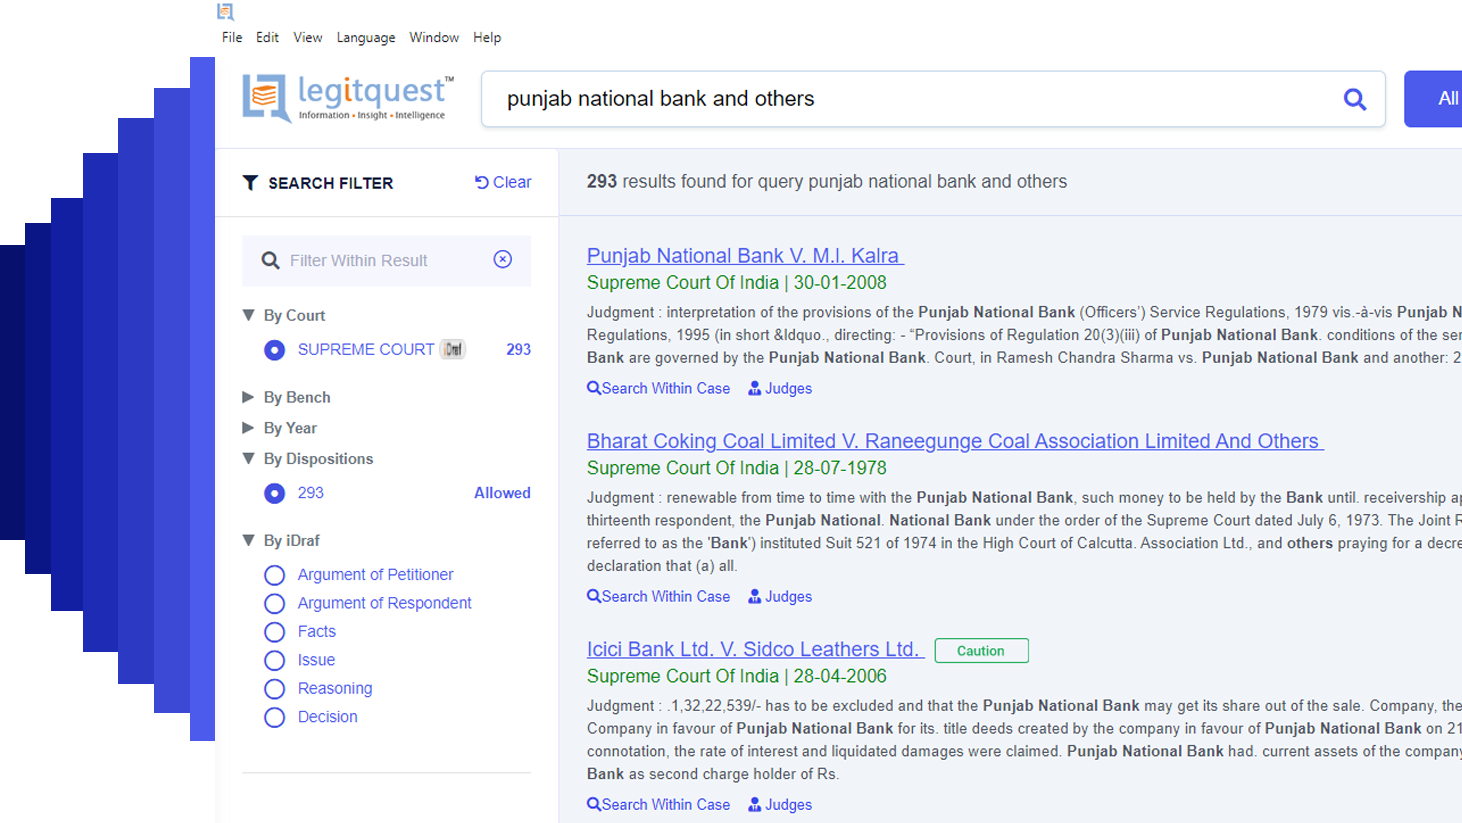 File Edit View Language Window Help
legitquest™
Information • Insight • Intelligence
punjab national bank and others
All
SEARCH FILTER
Clear
293 results found for query punjab national bank and others
Filter Within Result
By Court
SUPREME COURT iDraf 293
By Bench
By Year
By Dispositions
293 Allowed
By iDraf
Argument of Petitioner
Argument of Respondent
Facts
Issue
Reasoning
Decision
Punjab National Bank V. M.l. Kalra
Supreme Court Of India | 30-01-2008
Judgment : interpretation of the provisions of the Punjab National Bank (Officers’) Service Regulations, 1979 vis.-à-vis Punjab N
Regulations, 1995 (in short &ldquo., directing: - “Provisions of Regulation 20(3)(iii) of Punjab National Bank. conditions of the ser
Bank are governed by the Punjab National Bank. Court, in Ramesh Chandra Sharma vs. Punjab National Bank and another: 2
Search Within Case Judges
Bharat Coking Coal Limited V. Raneegunge Coal Association Limited And Others
Supreme Court Of India | 28-07-1978
Judgment : renewable from time to time with the Punjab National Bank, such money to be held by the Bank until. receivership ap
thirteenth respondent, the Punjab National. National Bank under the order of the Supreme Court dated July 6, 1973. The Joint R
referred to as the 'Bank') instituted Suit 521 of 1974 in the High Court of Calcutta. Association Ltd., and others praying for a decre
declaration that (a) all.
Search Within Case Judges
Icici Bank Ltd. V. Sidco Leathers Ltd. Caution
Supreme Court Of India | 28-04-2006
Judgment : .1,32,22,539/- has to be excluded and that the Punjab National Bank may get its share out of the sale. Company, the
Company in favour of Punjab National Bank for its. title deeds created by the company in favour of Punjab National Bank on 21
connotation, the rate of interest and liquidated damages were claimed. Punjab National Bank had. current assets of the company
Bank as second charge holder of Rs.
Search Within Case Judges